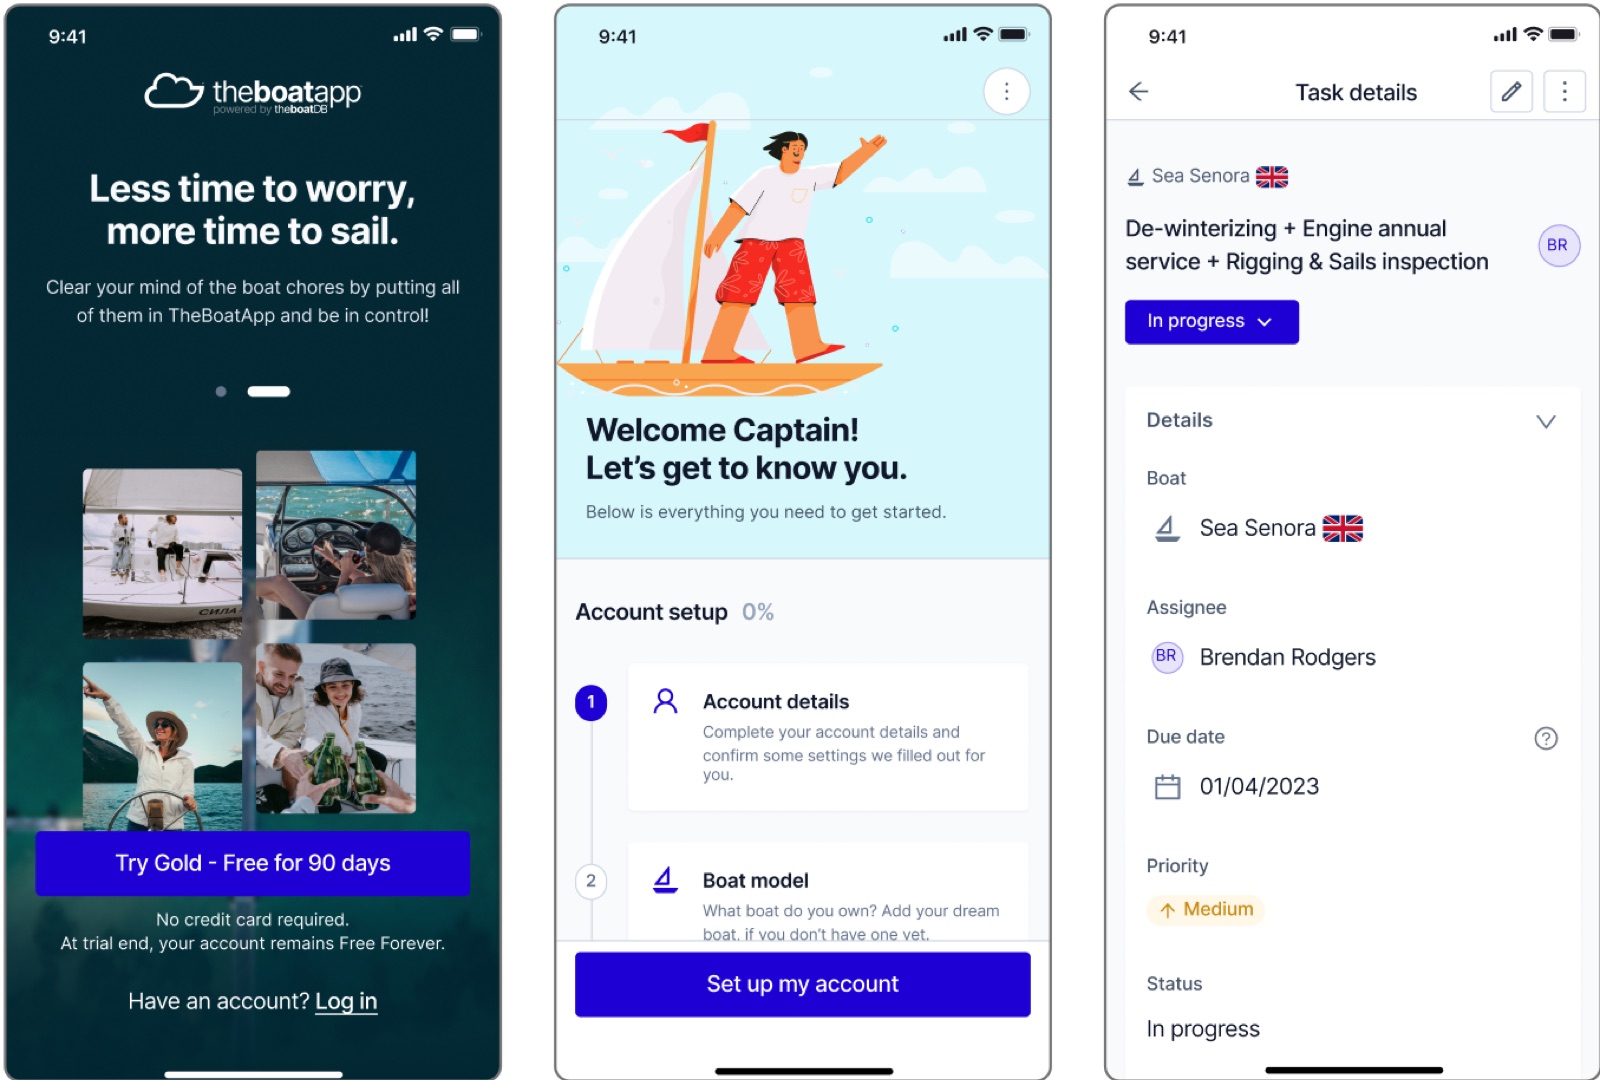 9:41
theboatapp
powered by theboatDB
Less time to worry,
more time to sail.
Clear your mind of the boat chores by putting all
of them in TheBoatApp and be in control!
СИЛА
Try Gold - Free for 90 days
No credit card required.
At trial end, your account remains Free Forever.
Have an account? Log in
9:41
Welcome Captain!
Let's get to know you.
Below is everything you need to get started.
Account setup 0%
1
Account details
Complete your account details and
confirm some settings we filled out for
you.
2
Boat model
What boat do you own? Add your dream
boat, if you don't have one yet.
Set up my account
9:41
Task details
Sea Senora
De-winterizing + Engine annual
service + Rigging & Sails inspection
BR
In progress
Details
Boat
Sea Senora
Assignee
BR Brendan Rodgers
Due date
01/04/2023
Priority
Medium
Status
In progress